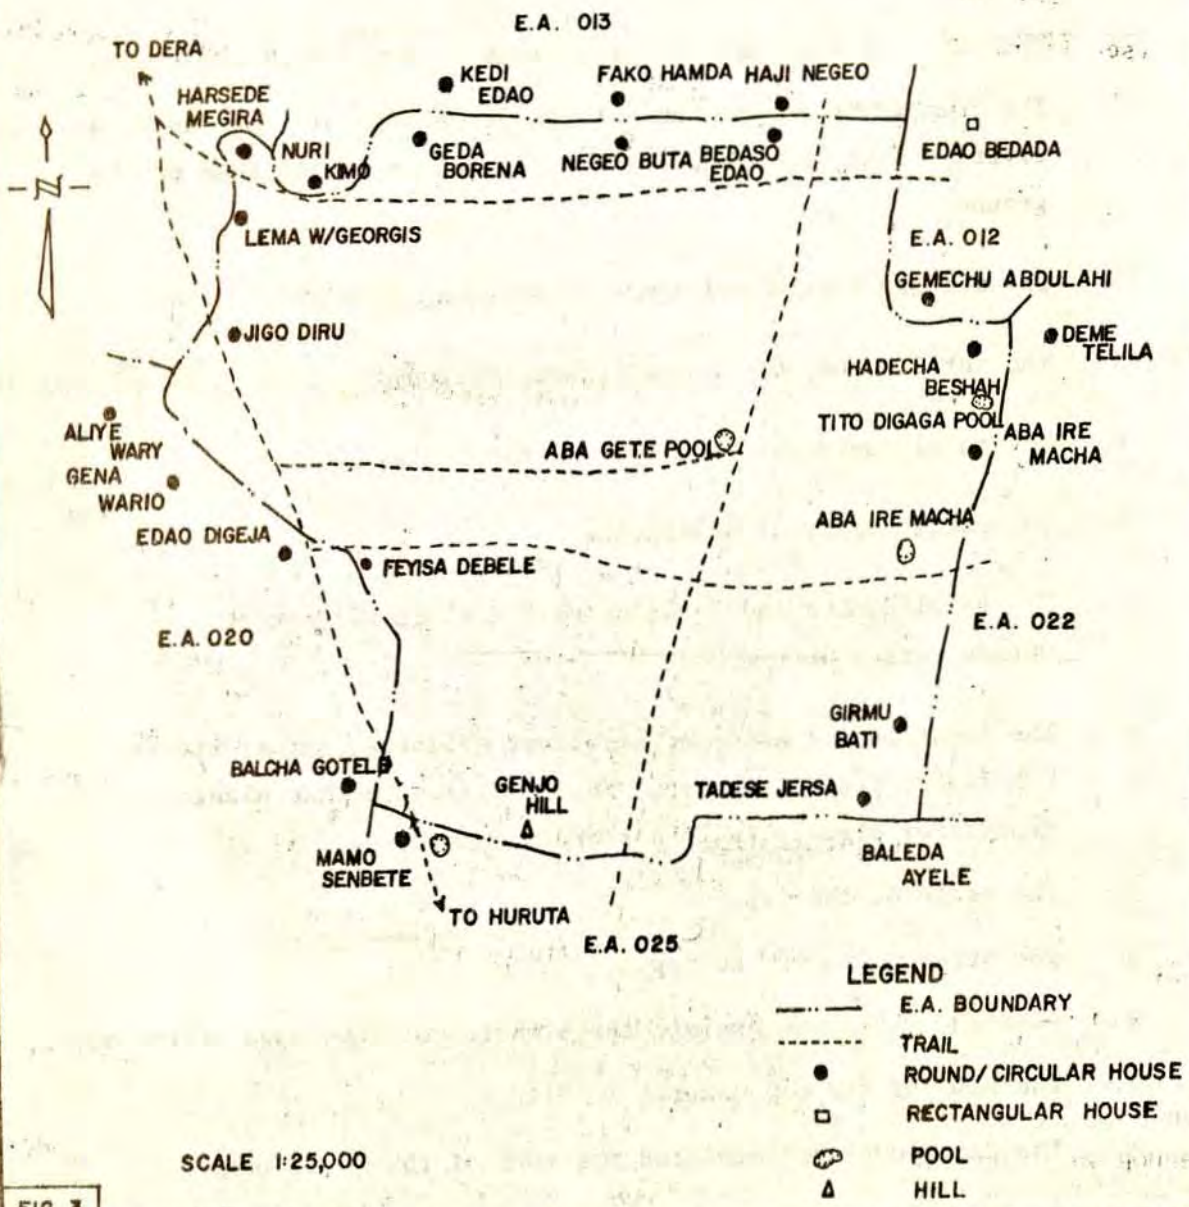 E.A. 013
TO DERA
HARSEDE
MEGIRA
KEDI
EDAO
FAKO HAMDA
HAJI NEGEO
NURI
KIMO
GEDA
BORENA
NEGEO BUTA
BEDASO
EDAO
EDAO BEDADA
N
LEMA W/GEORGIS
E.A. 012
GEMECHU ABDULAHI
JIGO DIRU
DEME
TELILA
HADECHA
BESHAH
TITO DIGAGA POOL
ALIYE
WARY
ABA GETE POOL
ABA IRE
MACHA
GENA
WARIO
ABA IRE MACHA
EDAO DIGEJA
FEYISA DEBELE
E.A. 020
E.A. 022
GIRMU
BATI
BALCHA GOTELE
GENJO
HILL
TADESE JERSA
MAMO
SENBETE
BALEDA
AYELE
TO HURUTA
E.A. 025
LEGEND
E.A. BOUNDARY
TRAIL
ROUND/CIRCULAR HOUSE
RECTANGULAR HOUSE
POOL
HILL
SCALE 1:25,000
FIG. 3